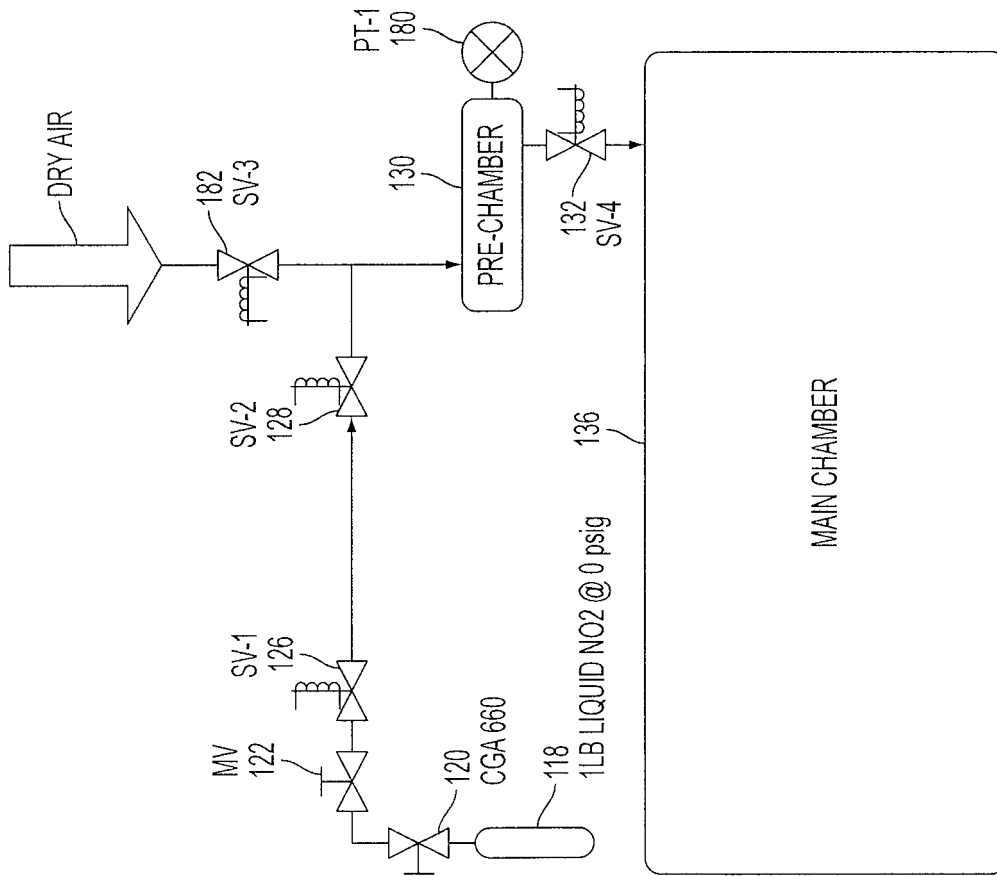 DRY AIR
182
SV-3
PT-1
180
130
PRE-CHAMBER
132
SV-4
SV-2
128
SV-1
126
MV
122
120
CGA 660
118
1LB LIQUID NO2 @ 0 psig
136
MAIN CHAMBER